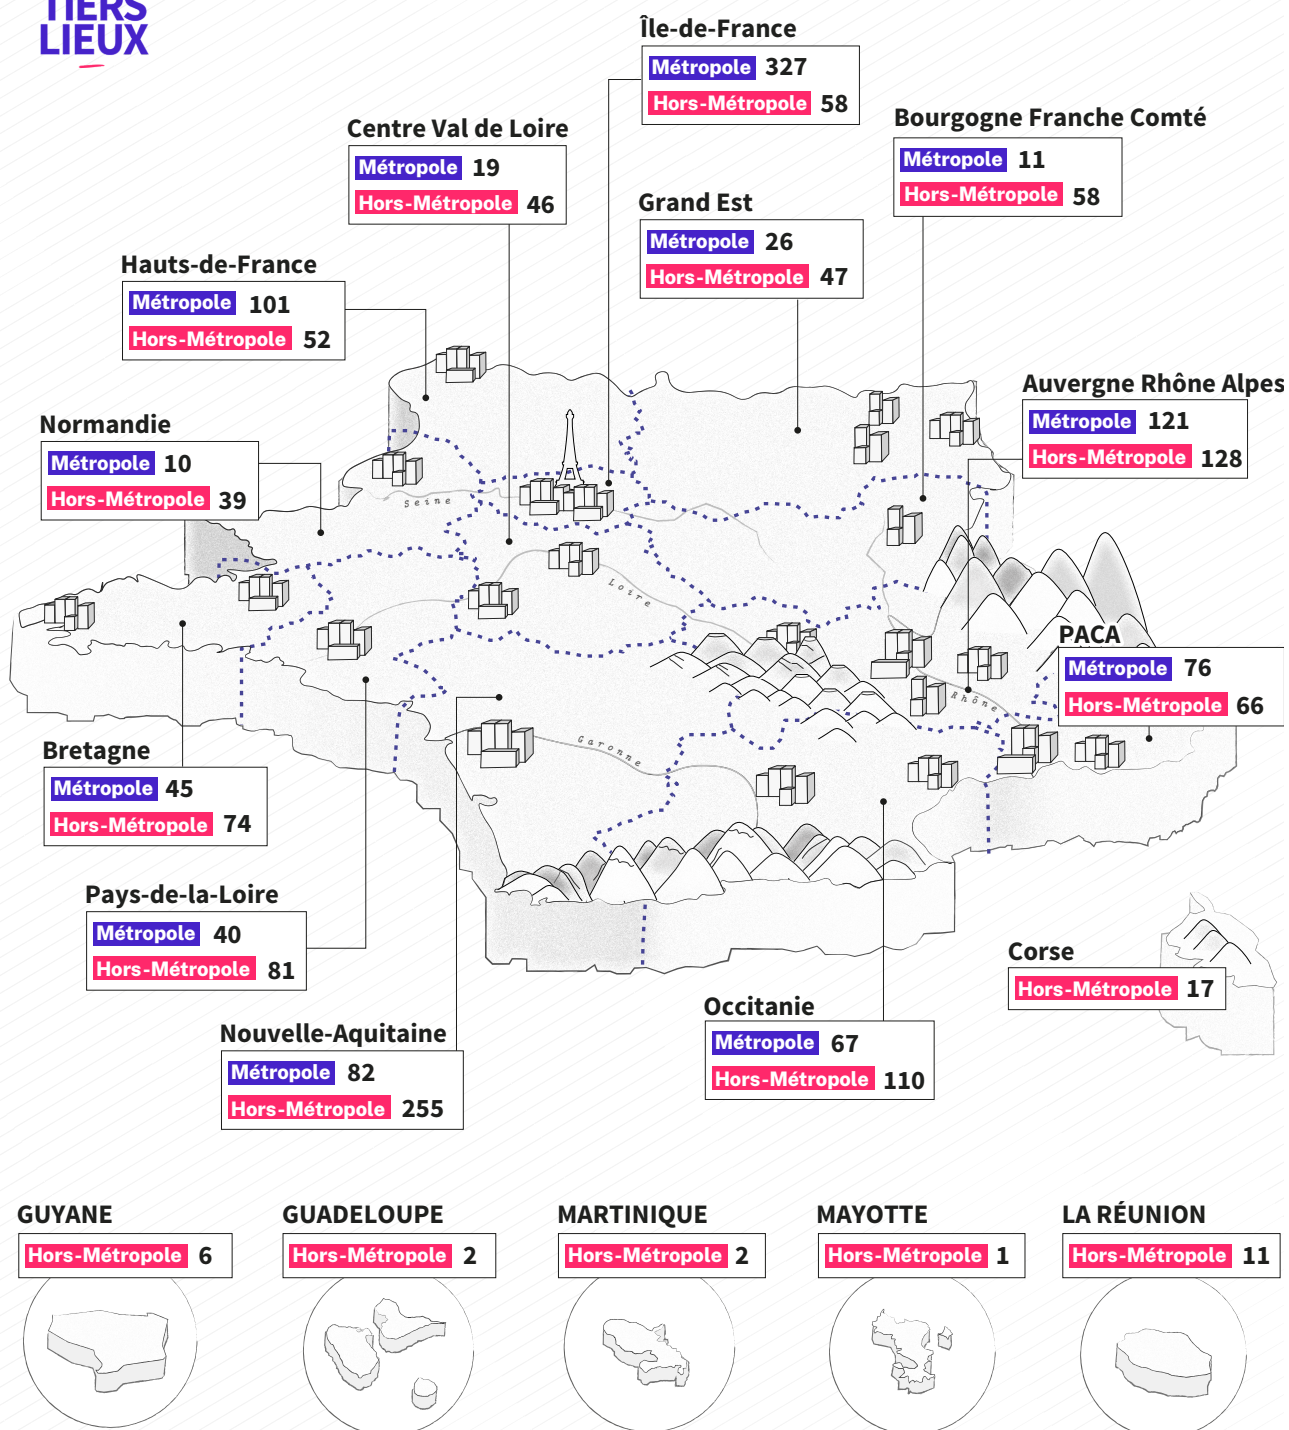 TIERS
LIEUX
Île-de-France
Métropole 327
Hors-Métropole 58
Centre Val de Loire
Métropole 19
Hors-Métropole 46
Bourgogne Franche Comté
Métropole 11
Hors-Métropole 58
Grand Est
Métropole 26
Hors-Métropole 47
Hauts-de-France
Métropole 101
Hors-Métropole 52
Auvergne Rhône Alpes
Métropole 121
Hors-Métropole 128
Normandie
Métropole 10
Hors-Métropole 39
Seine
Loire
PACA
Métropole 76
Hors-Métropole 66
Rhône
Garonne
Bretagne
Métropole 45
Hors-Métropole 74
Pays-de-la-Loire
Métropole 40
Hors-Métropole 81
Corse
Hors-Métropole 17
Occitanie
Métropole 67
Hors-Métropole 110
Nouvelle-Aquitaine
Métropole 82
Hors-Métropole 255
GUYANE
Hors-Métropole 6
GUADELOUPE
Hors-Métropole 2
MARTINIQUE
Hors-Métropole 2
MAYOTTE
Hors-Métropole 1
LA RÉUNION
Hors-Métropole 11